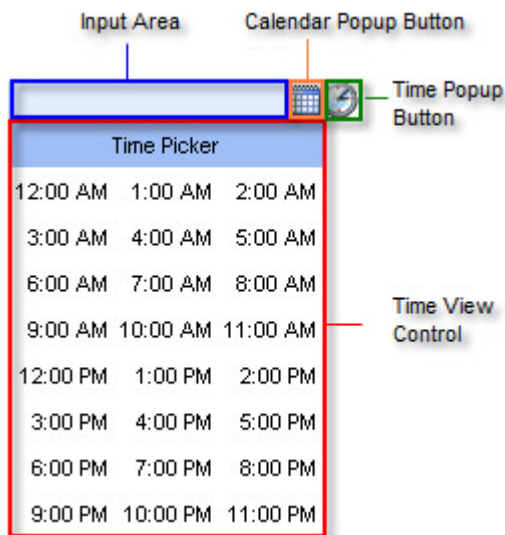 Input Area
Calendar Popup Button
Time Popup
Button
Time Picker
12:00 AM 1:00 AM 2:00 AM
3:00 AM 4:00 AM 5:00 AM
6:00 AM 7:00 AM 8:00 AM
9:00 AM 10:00 AM 11:00 AM
12:00 PM 1:00 PM 2:00 PM
3:00 PM 4:00 PM 5:00 PM
6:00 PM 7:00 PM 8:00 PM
9:00 PM 10:00 PM 11:00 PM
Time View
Control